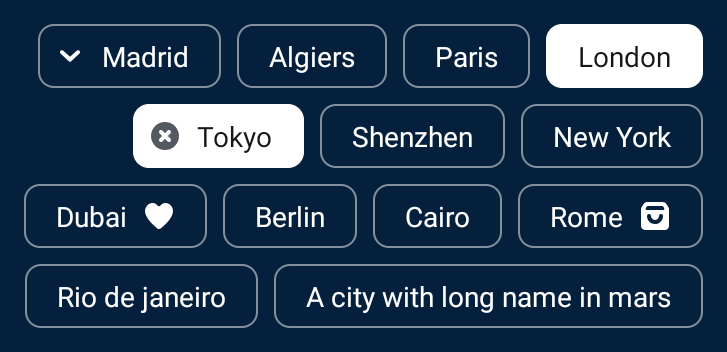 Madrid Algiers Paris London
Tokyo Shenzhen New York
Dubai Berlin Cairo Rome
Rio de janeiro A city with long name in mars